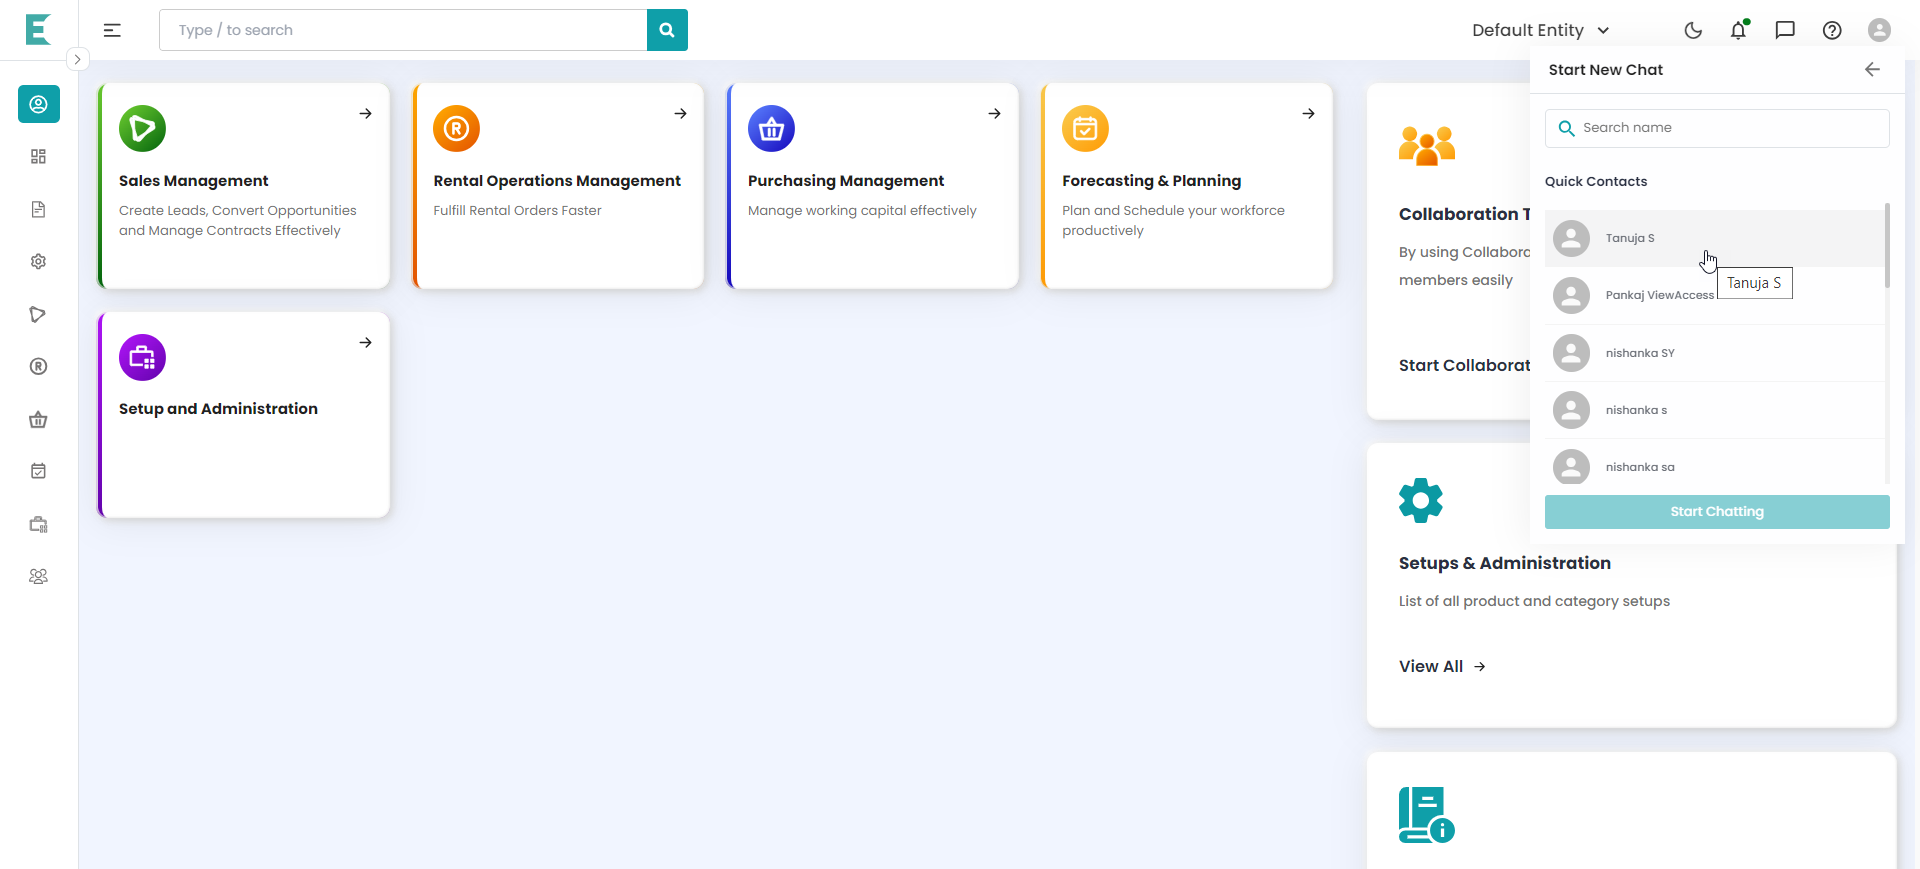 Type / to search
Default Entity
Start New Chat
Search name
Quick Contacts
Tanuja S
Tanuja S
Pankaj ViewAccess
nishanka SY
nishanka s
nishanka sa
Start Chatting
Sales Management
Create Leads, Convert Opportunities
and Manage Contracts Effectively
Rental Operations Management
Fulfill Rental Orders Faster
Purchasing Management
Manage working capital effectively
Forecasting & Planning
Plan and Schedule your workforce
productively
Setup and Administration
Collaboration T
By using Collabora
members easily
Start Collaborat
Setups & Administration
List of all product and category setups
View All